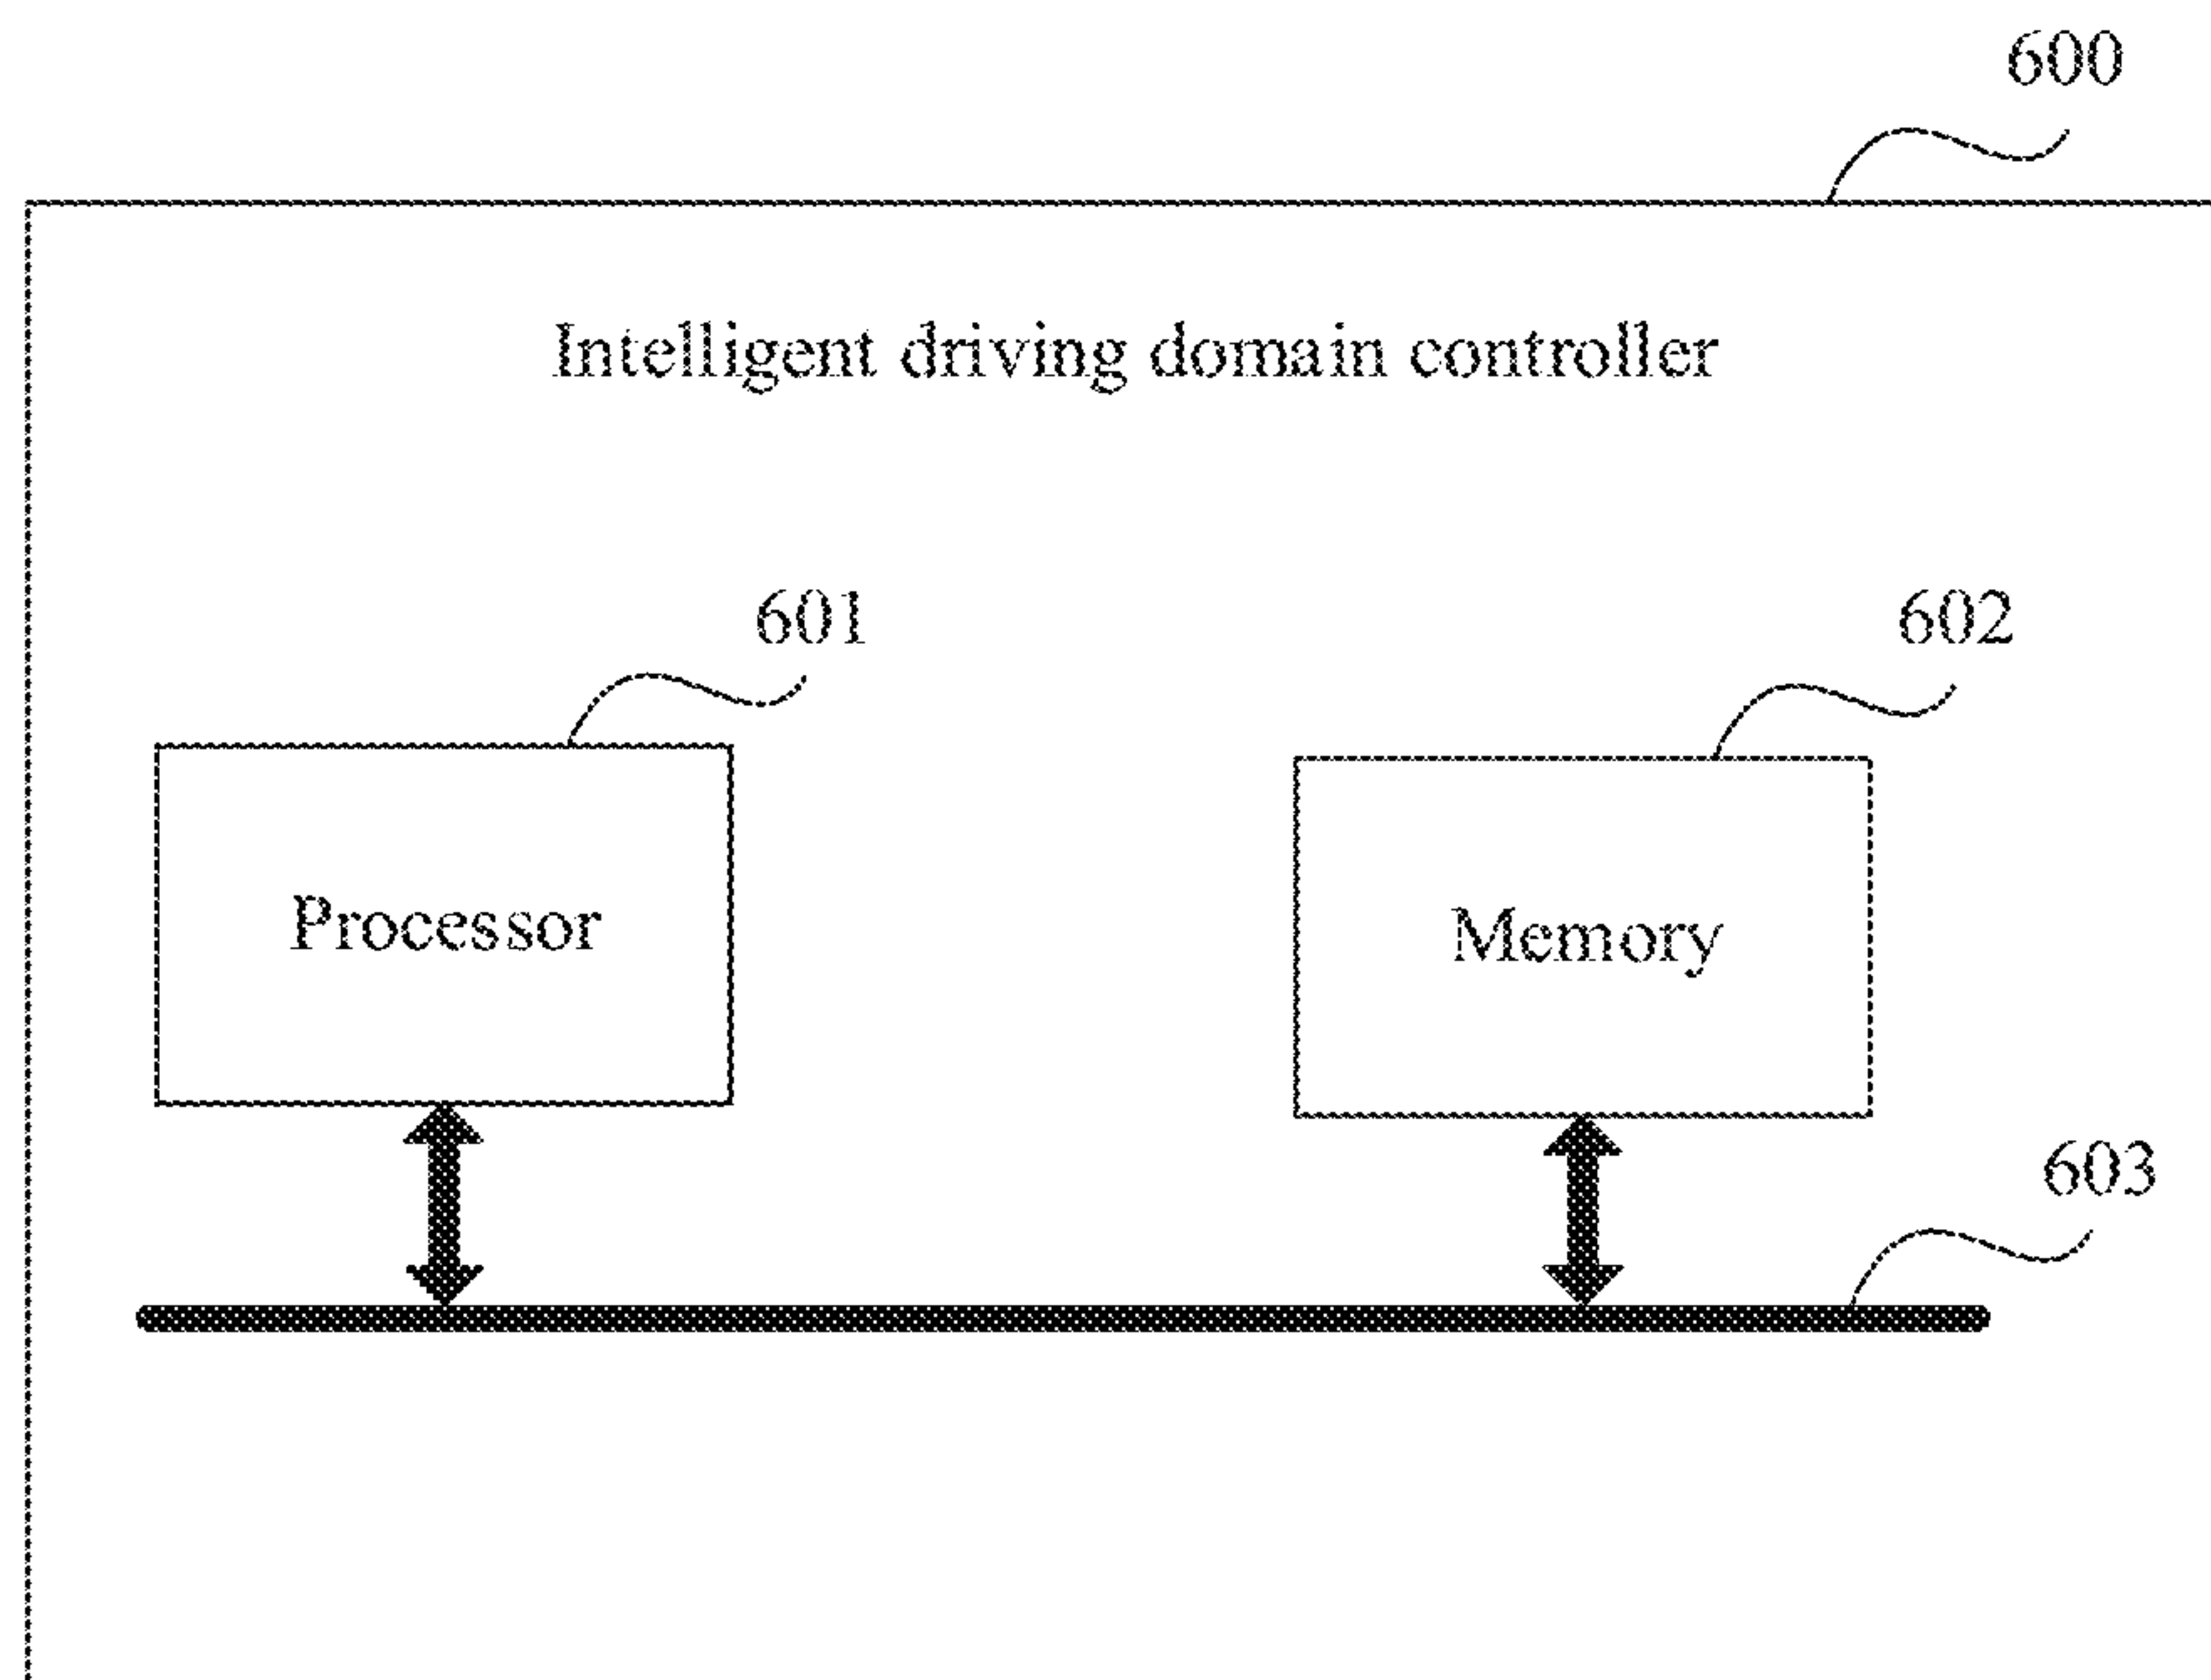 600
Intelligent driving domain controller
601
602
Processor
Memory
603